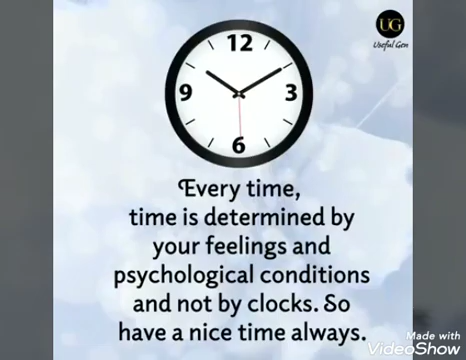 UG
Useful Gen
12
9
3
6
Every time,
time is determined by
your feelings and
psychological conditions
and not by clocks. So
have a nice time always.
Made with
VideoShow